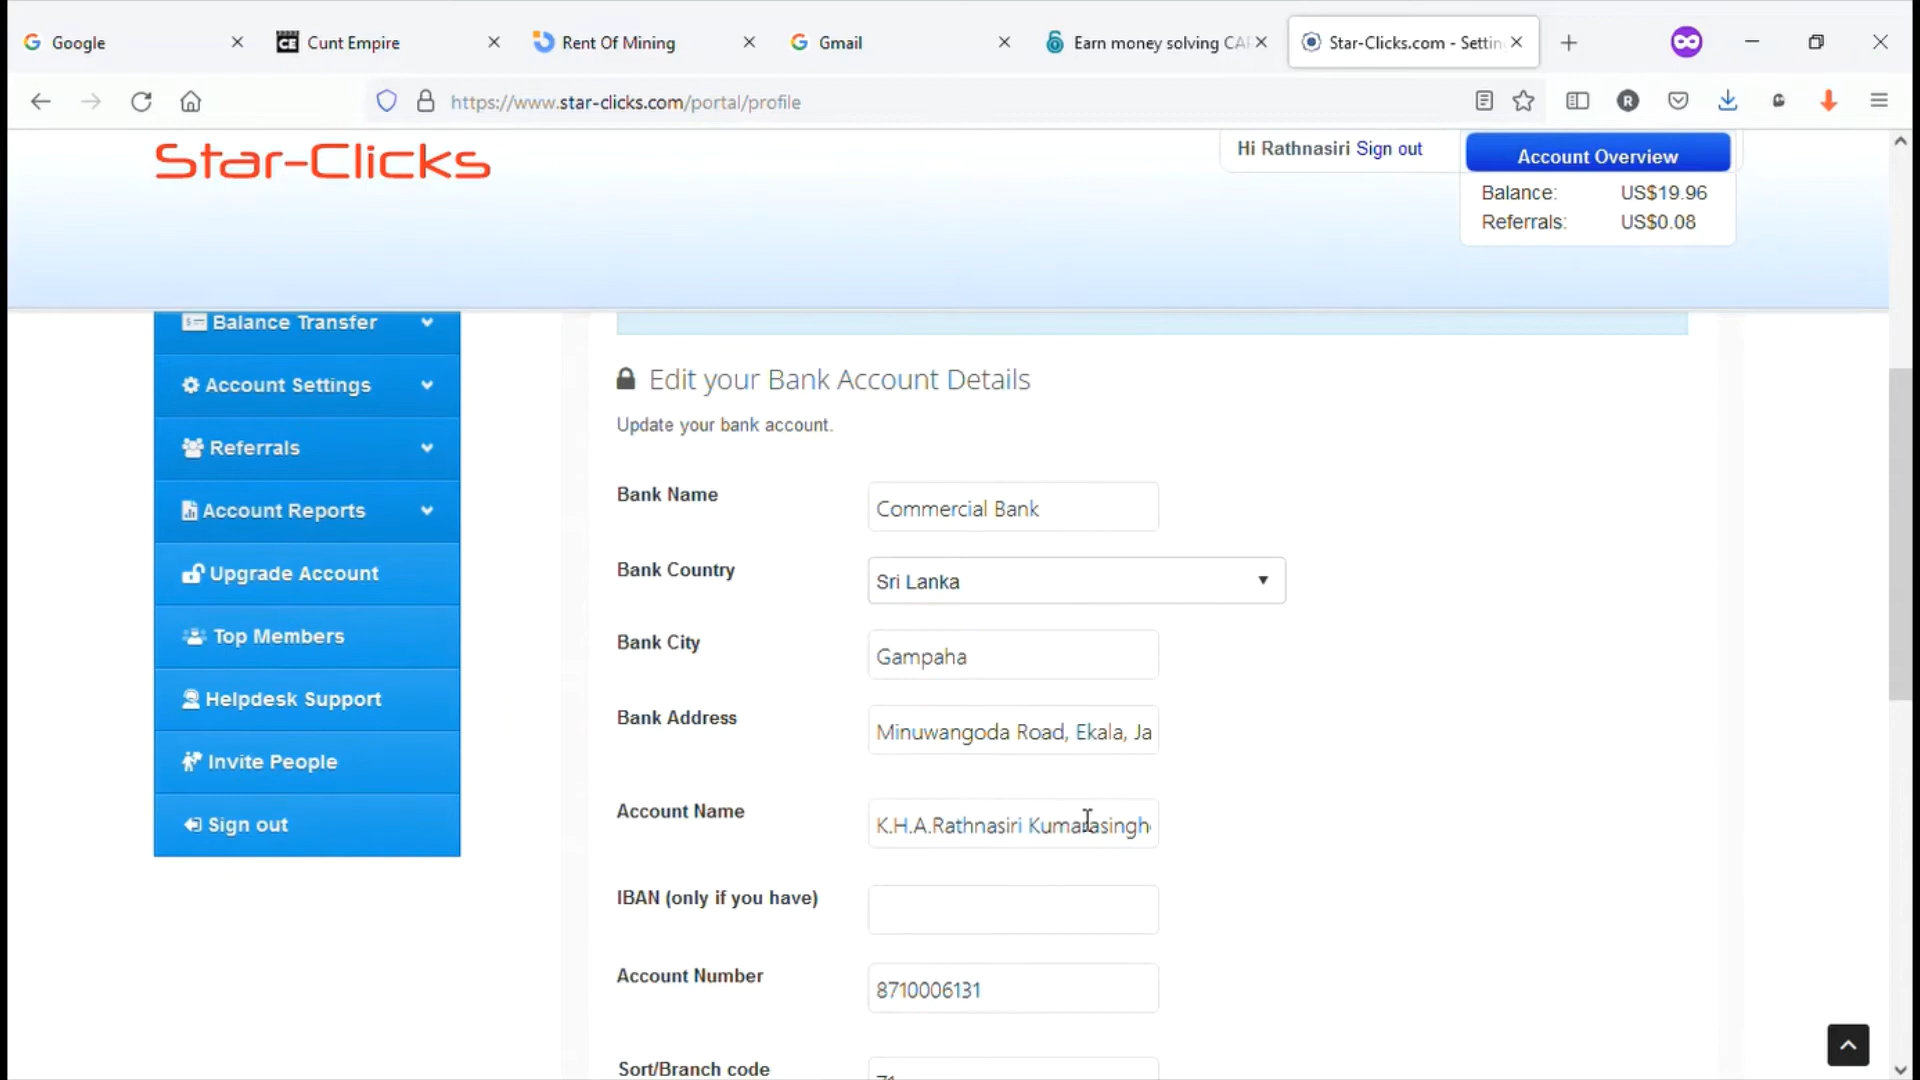 Google
Cunt Empire
Rent Of Mining
Gmail
Earn money solving CA
Star-Clicks.com - Settin
https://www.star-clicks.com/portal/profile
Star-Clicks
Hi Rathnasiri Sign out
Account Overview
Balance: US$19.96
Referrals: US$0.08
Balance Transfer
Account Settings
Referrals
Account Reports
Upgrade Account
Top Members
Helpdesk Support
Invite People
Sign out
Edit your Bank Account Details
Update your bank account.
Bank Name
Commercial Bank
Bank Country
Sri Lanka
Bank City
Gampaha
Bank Address
Minuwangoda Road, Ekala, Ja
Account Name
K.H.A.Rathnasiri Kumarasingh
IBAN (only if you have)
Account Number
8710006131
Sort/Branch code